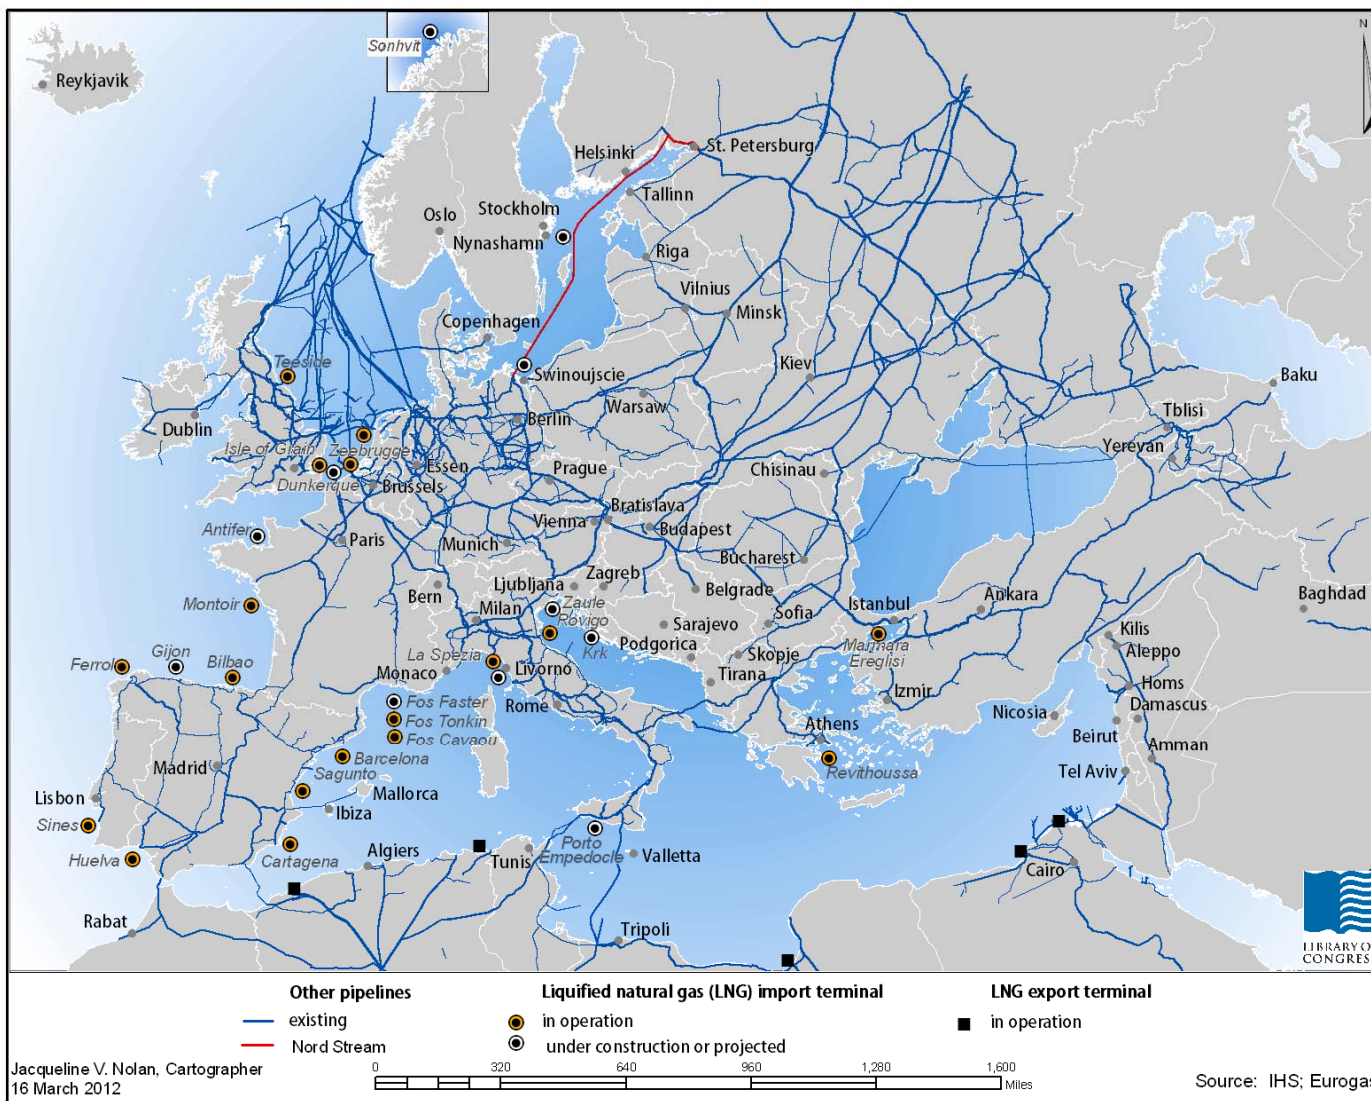 Sonhvit
N
Reykjavik
Helsinki
St. Petersburg
Tallinn
Stockholm
Oslo
Nynashamn
Riga
Vilnius
Minsk
Copenhagen
Teeside
Swinoujscie
Kiev
Baku
Warsaw
Tblisi
Dublin
Berlin
Isle of Grain
Zeebrugge
Yerevan
Essen
Prague
Chisinau
Dunkerque
Brussels
Bratislava
Antifer
Vienna
Budapest
Paris
Munich
Bucharest
Ljubljana
Zagreb
Bern
Belgrade
Ankara
Baghdad
Montoir
Milan
Zaule
Rovigo
Sofia
Istanbul
Sarajevo
Kilis
Podgorica
Krk
Marmara
Ereglisi
Aleppo
Ferrol
Gijon
Bilbao
La Spezia
Livorno
Skopje
Monaco
Tirana
Izmir
Homs
Fos Faster
Rome
Nicosia
Damascus
Fos Tonkin
Athens
Beirut
Fos Cavaou
Amman
Barcelona
Madrid
Sagunto
Revithoussa
Tel Aviv
Lisbon
Mallorca
Ibiza
Sines
Porto
Empedocle
Huelva
Cartagena
Algiers
Tunis
Valletta
Cairo
Rabat
Tripoli
LIBRARY O
CONGRES
Other pipelines
existing
Nord Stream
Liquified natural gas (LNG) import terminal
in operation
under construction or projected
LNG export terminal
in operation
Jacqueline V. Nolan, Cartographer
16 March 2012
0 320 640 960 1,280 1,600
Miles
Source: IHS; Eurogas